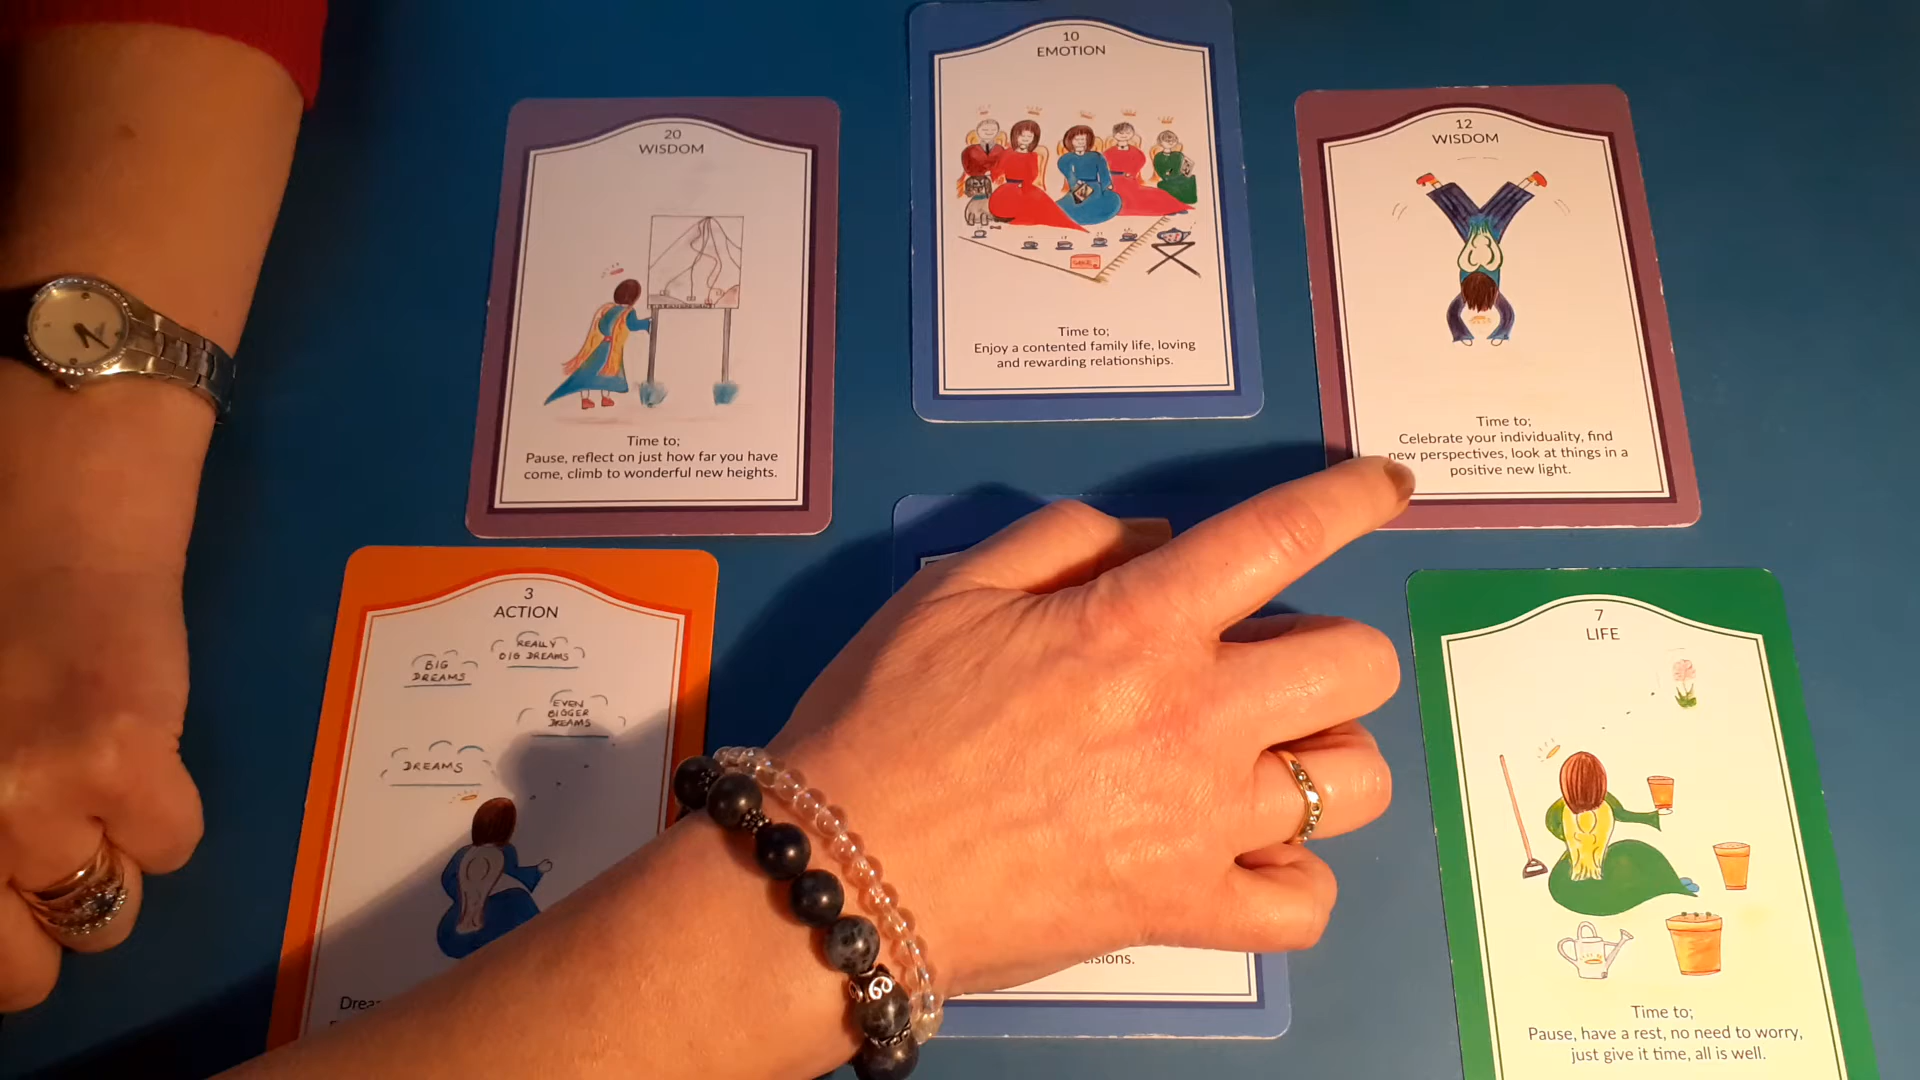 10
EMOTION
Time to;
Enjoy a contented family life, loving
and rewarding relationships.
20
WISDOM
Time to;
Pause, reflect on just how far you have
come, climb to wonderful new heights.
12
WISDOM
Time to;
Celebrate your individuality, find
new perspectives, look at things in a
positive new light.
3
ACTION
REALLY
BIG DREAMS
BIG
DREAMS
EVEN
BIGGER
DREAMS
DREAMS
7
LIFE
Time to;
Pause, have a rest, no need to worry,
just give it time, all is well.